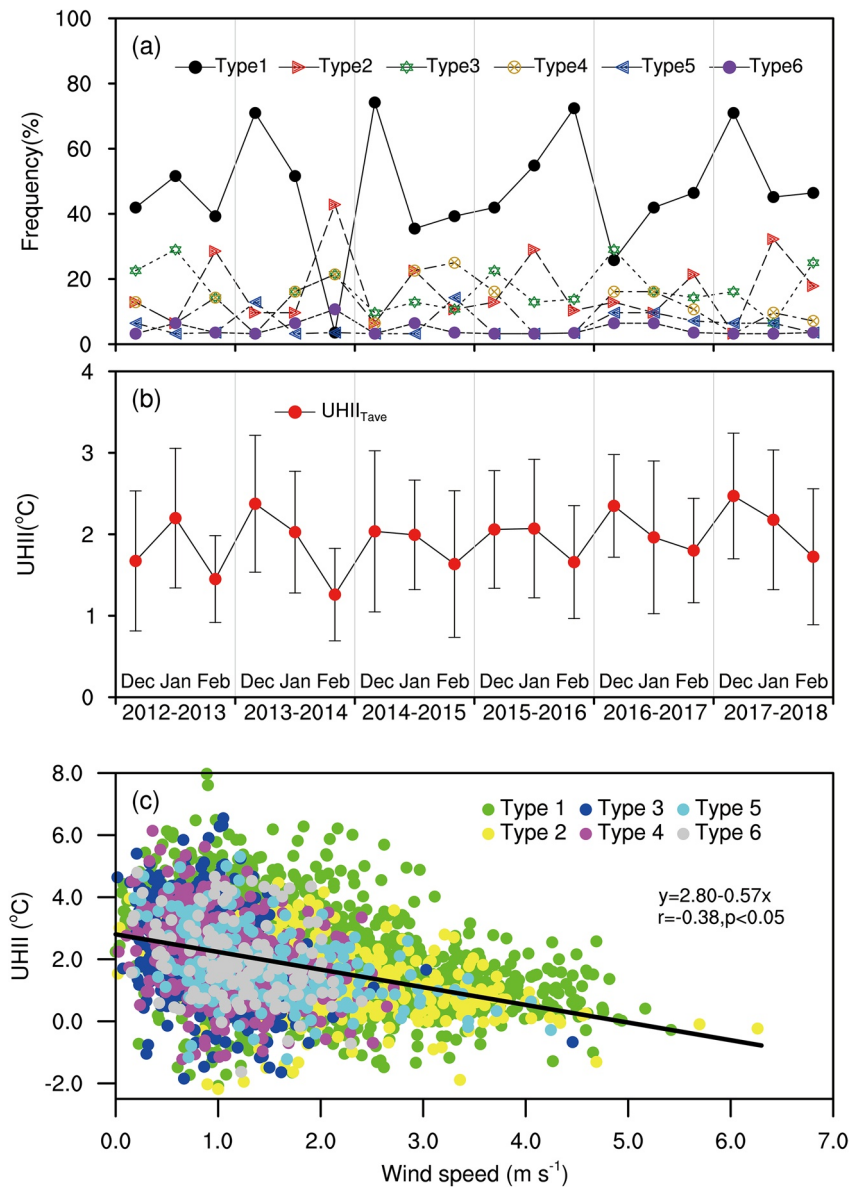 100
(a)
Type1 Type2 Type3 Type4 Type5 Type6
80
60
40
20
0
Frequency(%)
4
(b)
UHII_Tave
3
2
1
0
UHII(°C)
Dec Jan Feb Dec Jan Feb Dec Jan Feb Dec Jan Feb Dec Jan Feb Dec Jan Feb
2012-2013 2013-2014 2014-2015 2015-2016 2016-2017 2017-2018
8.0
(c)
Type 1 Type 3 Type 5
Type 2 Type 4 Type 6
6.0
4.0
y=2.80-0.57x
r=-0.38,p<0.05
2.0
0.0
-2.0
UHII (°C)
0.0 1.0 2.0 3.0 4.0 5.0 6.0 7.0
Wind speed (m s⁻¹)